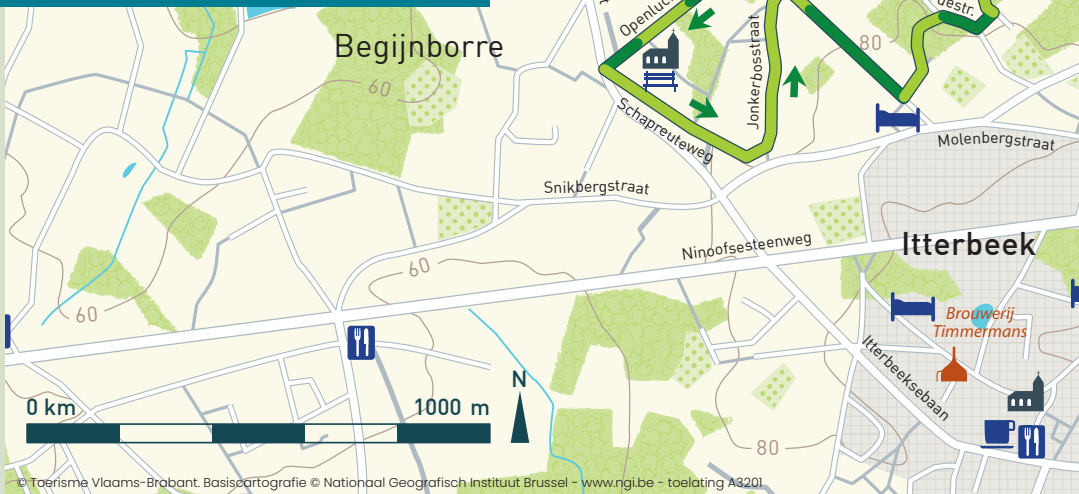 Openluc
destr.
80
Begijnborre
60
Jonkerbosstraat
Schapreuteweg
Molenbergstraat
Snikbergstraat
Ninoofsesteenweg
Itterbeek
60
60
Brouwerij
Timmermans
Itterbeeksebaan
N
0 km
1000 m
80
© Toerisme Vlaams-Brabant. Basiscartografie © Nationaal Geografisch Instituut Brussel - www.ngi.be - toelating A3201